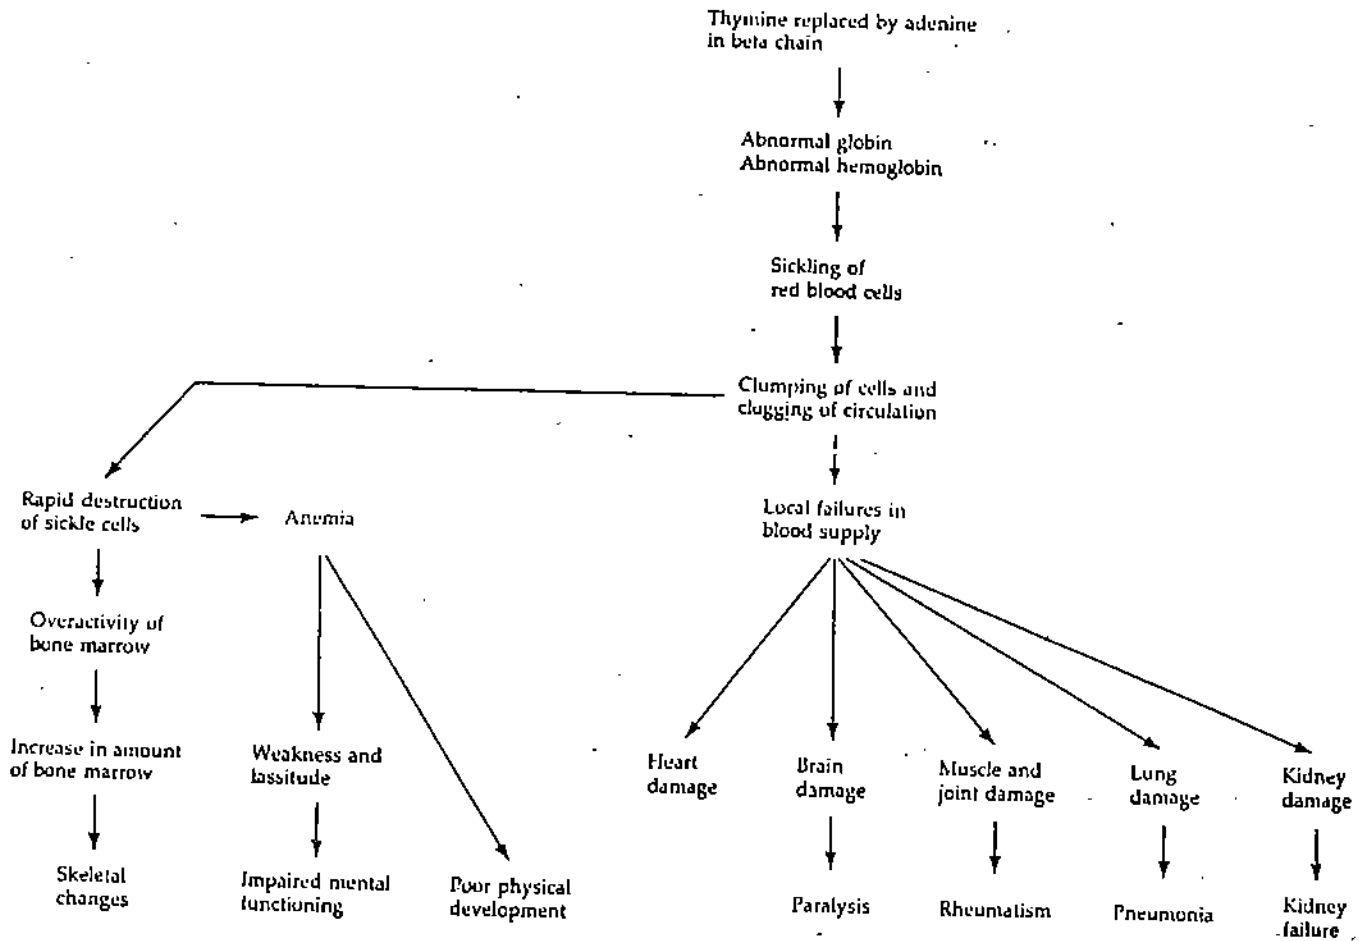 Thymine replaced by adenine
in beta chain
Abnormal globin
Abnormal hemoglobin
Sickling of
red blood cells
Clumping of cells and
clugging of circulation
Rapid destruction
of sickle cells
Anemia
Local failures in
blood supply
Overactivity of
bone marrow
Increase in amount
of bone marrow
Weakness and
lassitude
Heart
damage
Brain
damage
Muscle and
joint damage
Lung
damage
Kidney
damage
Skeletal
changes
Impaired mental
functioning
Poor physical
development
Paralysis
Rheumatism
Pneumonia
Kidney
failure